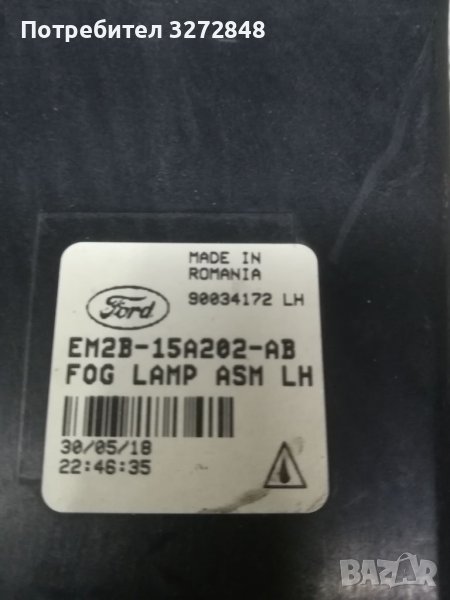 Потребител 3272848
MADE IN
ROMANIA
90034172 LH
Ford
EM2B-15A202-AB
FOG LAMP ASM LH
30/05/18
22:46:35
BAZAR